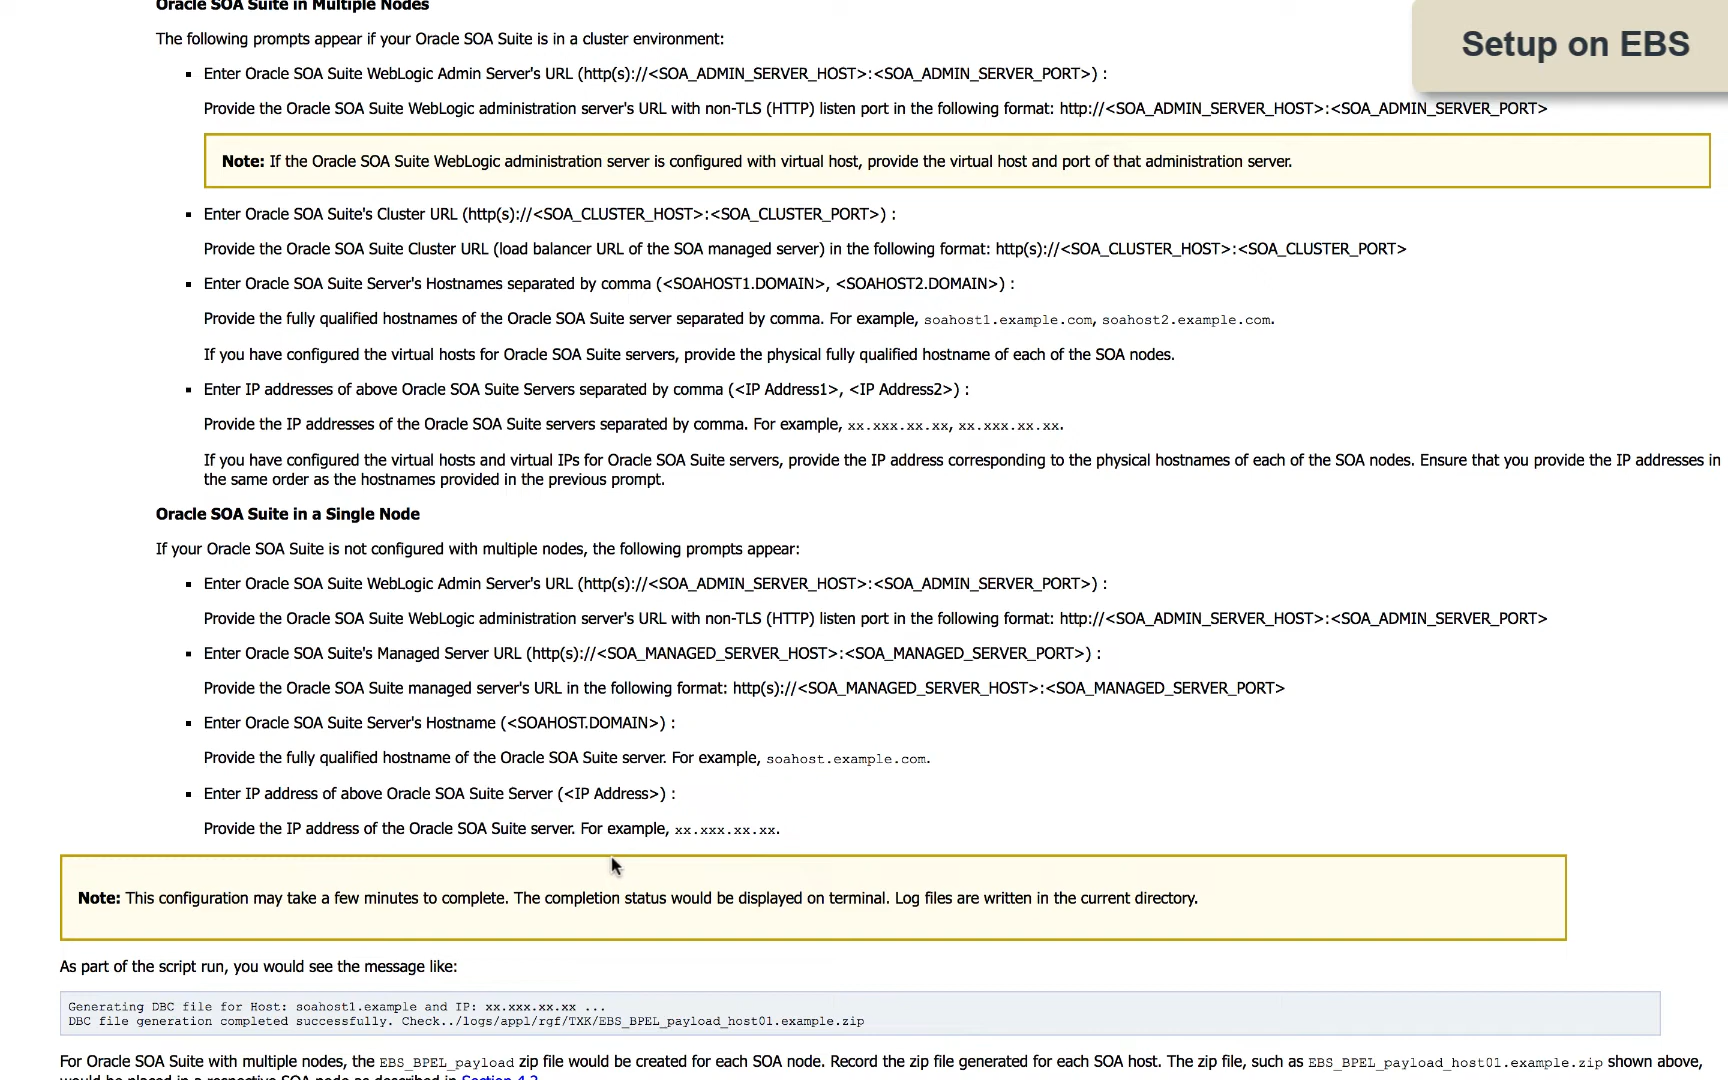 Oracle SOA Suite in Multiple Nodes
Setup on EBS
The following prompts appear if your Oracle SOA Suite is in a cluster environment:
▪ Enter Oracle SOA Suite WebLogic Admin Server's URL (http(s)://<SOA_ADMIN_SERVER_HOST>:<SOA_ADMIN_SERVER_PORT>) :
Provide the Oracle SOA Suite WebLogic administration server's URL with non-TLS (HTTP) listen port in the following format: http://<SOA_ADMIN_SERVER_HOST>:<SOA_ADMIN_SERVER_PORT>
Note: If the Oracle SOA Suite WebLogic administration server is configured with virtual host, provide the virtual host and port of that administration server.
▪ Enter Oracle SOA Suite's Cluster URL (http(s)://<SOA_CLUSTER_HOST>:<SOA_CLUSTER_PORT>) :
Provide the Oracle SOA Suite Cluster URL (load balancer URL of the SOA managed server) in the following format: http(s)://<SOA_CLUSTER_HOST>:<SOA_CLUSTER_PORT>
▪ Enter Oracle SOA Suite Server's Hostnames separated by comma (<SOAHOST1.DOMAIN>, <SOAHOST2.DOMAIN>) :
Provide the fully qualified hostnames of the Oracle SOA Suite server separated by comma. For example, soahost1.example.com, soahost2.example.com.
If you have configured the virtual hosts for Oracle SOA Suite servers, provide the physical fully qualified hostname of each of the SOA nodes.
▪ Enter IP addresses of above Oracle SOA Suite Servers separated by comma (<IP Address1>, <IP Address2>) :
Provide the IP addresses of the Oracle SOA Suite servers separated by comma. For example, xx.xxx.xx.xx, xx.xxx.xx.xx.
If you have configured the virtual hosts and virtual IPs for Oracle SOA Suite servers, provide the IP address corresponding to the physical hostnames of each of the SOA nodes. Ensure that you provide the IP addresses in
the same order as the hostnames provided in the previous prompt.
Oracle SOA Suite in a Single Node
If your Oracle SOA Suite is not configured with multiple nodes, the following prompts appear:
▪ Enter Oracle SOA Suite WebLogic Admin Server's URL (http(s)://<SOA_ADMIN_SERVER_HOST>:<SOA_ADMIN_SERVER_PORT>) :
Provide the Oracle SOA Suite WebLogic administration server's URL with non-TLS (HTTP) listen port in the following format: http://<SOA_ADMIN_SERVER_HOST>:<SOA_ADMIN_SERVER_PORT>
▪ Enter Oracle SOA Suite's Managed Server URL (http(s)://<SOA_MANAGED_SERVER_HOST>:<SOA_MANAGED_SERVER_PORT>) :
Provide the Oracle SOA Suite managed server's URL in the following format: http(s)://<SOA_MANAGED_SERVER_HOST>:<SOA_MANAGED_SERVER_PORT>
▪ Enter Oracle SOA Suite Server's Hostname (<SOAHOST.DOMAIN>) :
Provide the fully qualified hostname of the Oracle SOA Suite server. For example, soahost.example.com.
▪ Enter IP address of above Oracle SOA Suite Server (<IP Address>) :
Provide the IP address of the Oracle SOA Suite server. For example, xx.xxx.xx.xx.
Note: This configuration may take a few minutes to complete. The completion status would be displayed on terminal. Log files are written in the current directory.
As part of the script run, you would see the message like:
Generating DBC file for Host: soahost1.example and IP: xx.xxx.xx.xx ...
DBC file generation completed successfully. Check../logs/appl/rgf/TXK/EBS_BPEL_payload_host01.example.zip
For Oracle SOA Suite with multiple nodes, the EBS_BPEL_payload zip file would be created for each SOA node. Record the zip file generated for each SOA host. The zip file, such as EBS_BPEL_payload_host01.example.zip shown above,
would be placed in a respective SOA node as described in Section 4.2